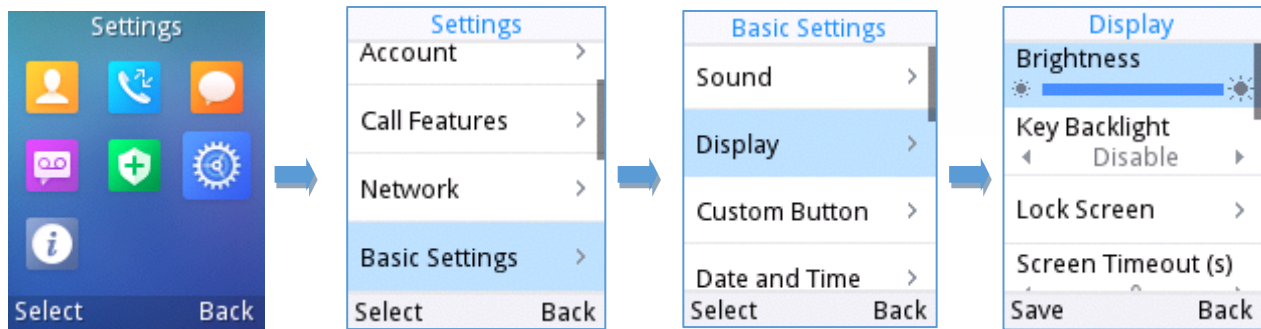 Settings
Select Back
Settings
Account
Call Features
Network
Basic Settings
Select Back
Basic Settings
Sound
Display
Custom Button
Date and Time
Select Back
Display
Brightness
Key Backlight
Disable
Lock Screen
Screen Timeout (s)
Save Back